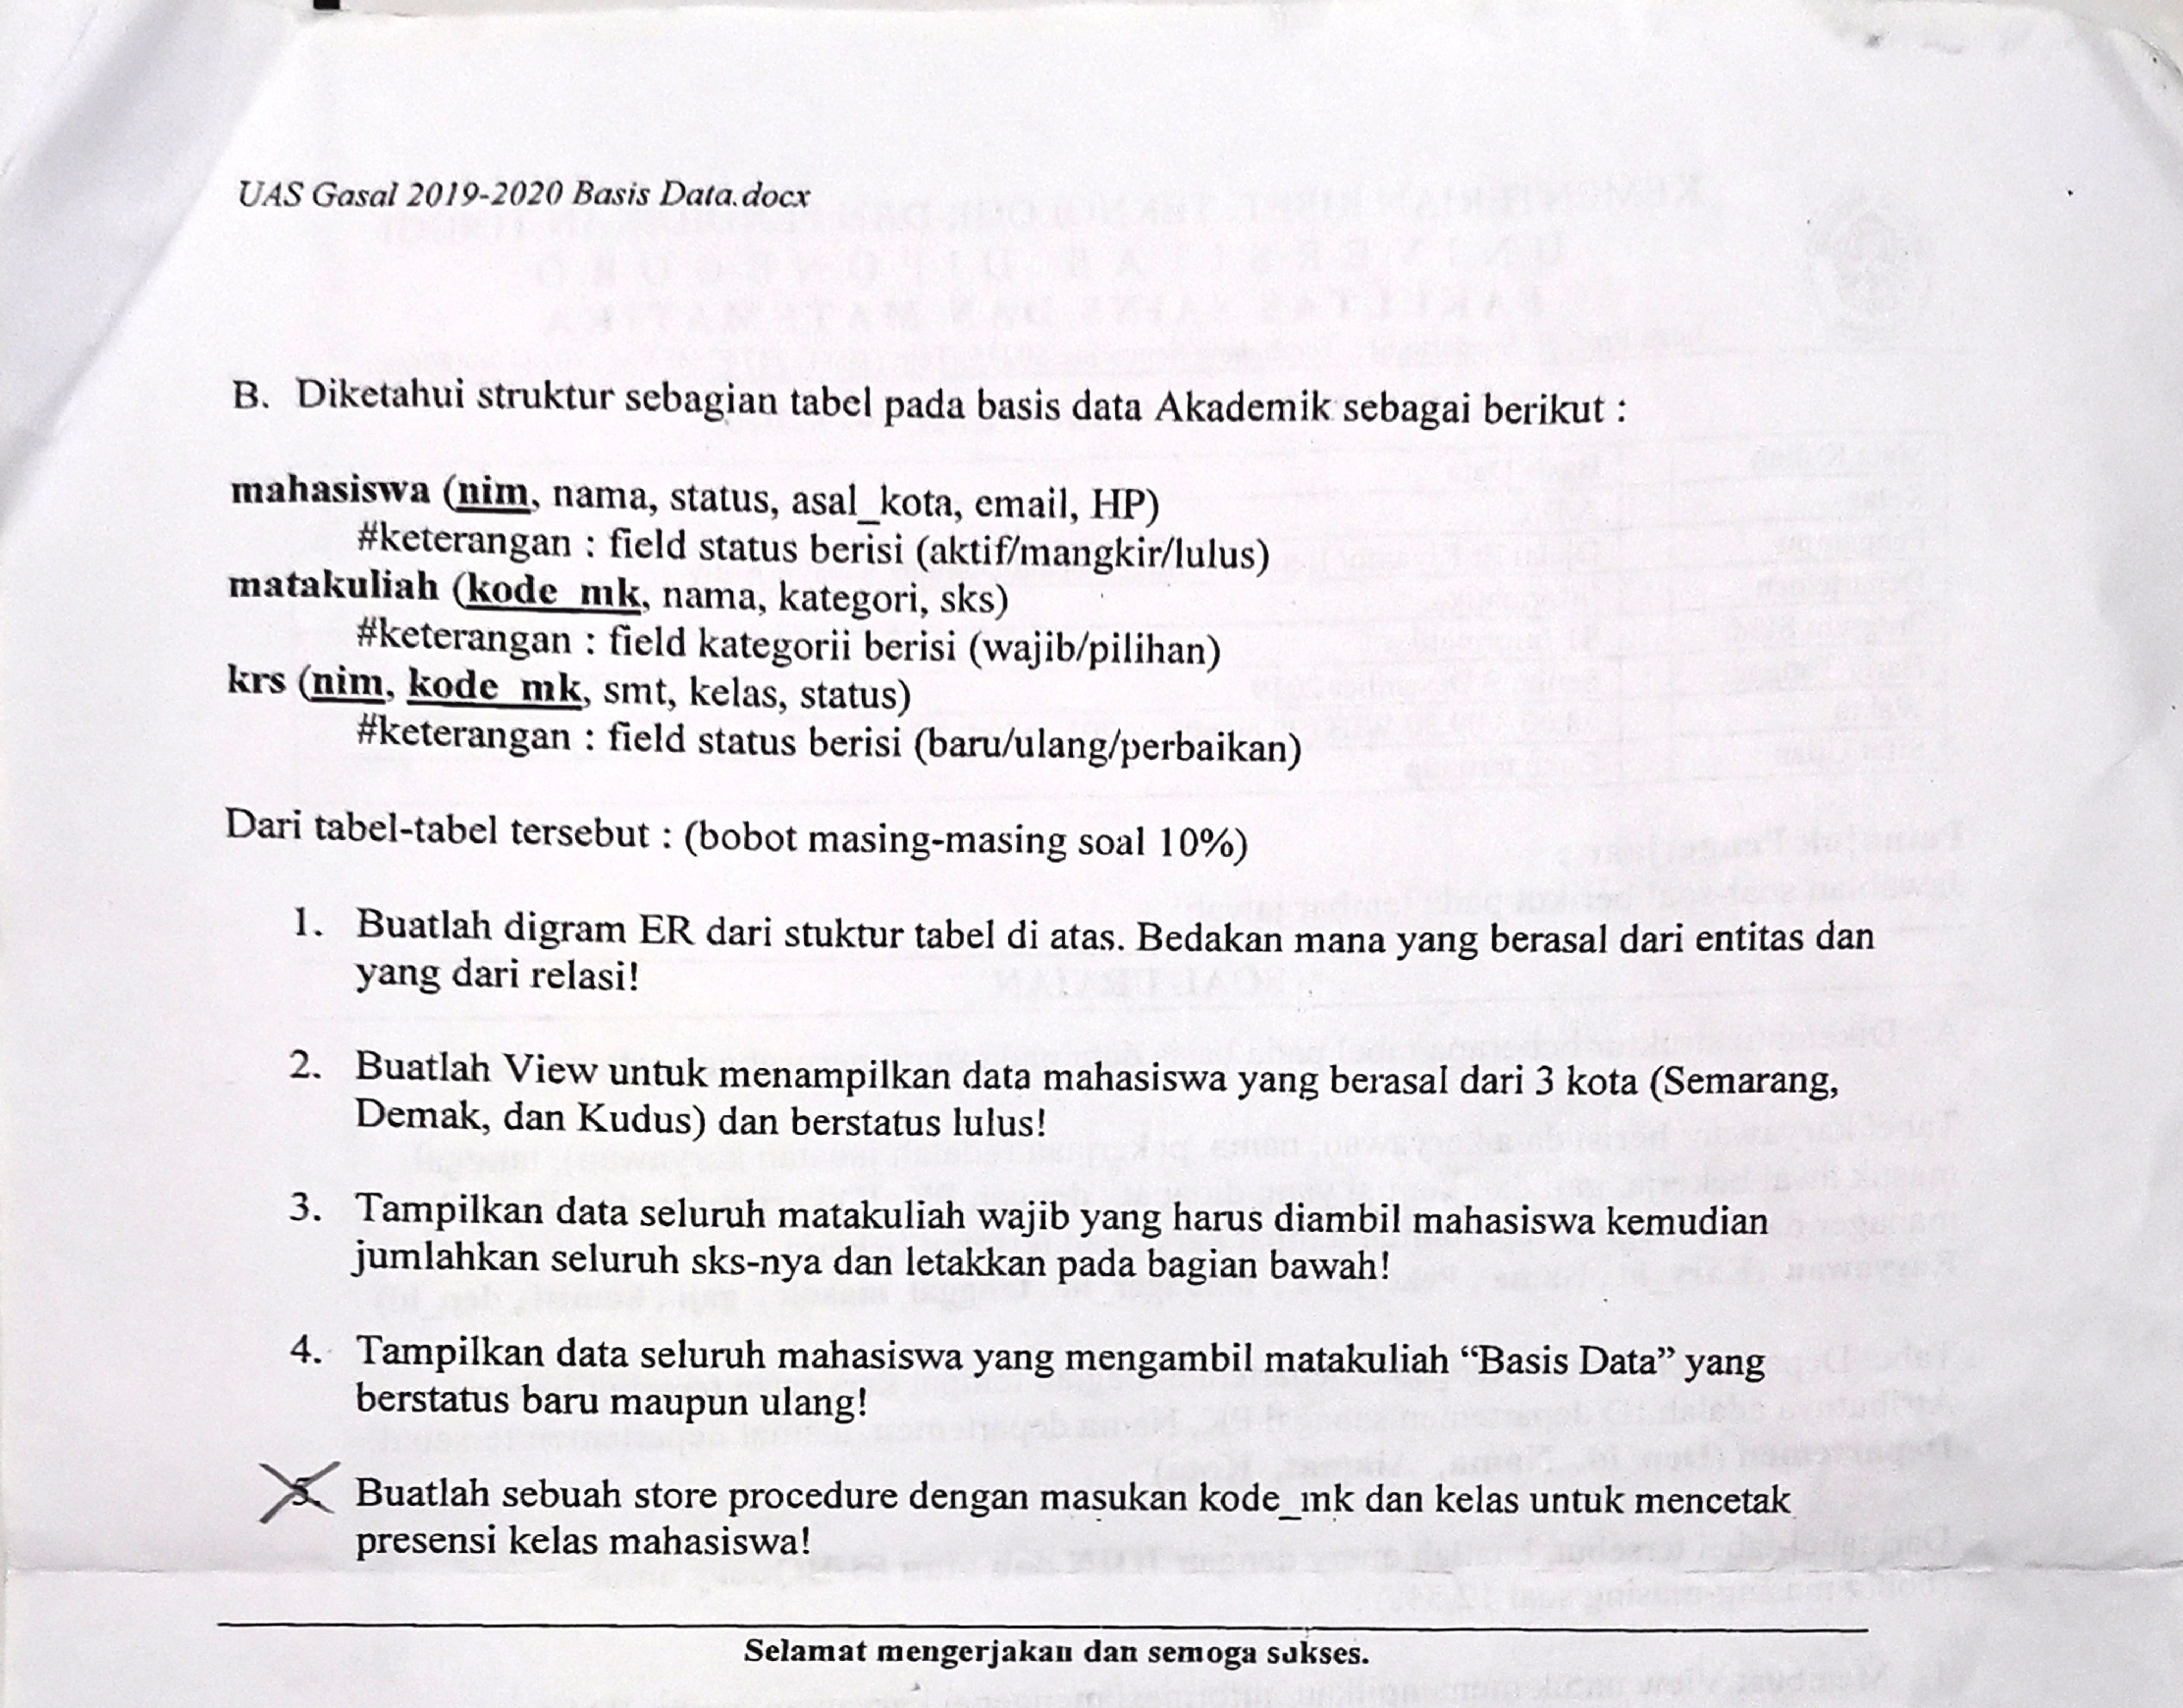 UAS Gasal 2019-2020 Basis Data.docx
B. Diketahui struktur sebagian tabel pada basis data Akademik sebagai berikut :
mahasiswa (nim, nama, status, asal_kota, email, HP)
#keterangan : field status berisi (aktif/mangkir/lulus)
matakuliah (kode_mk, nama, kategori, sks)
#keterangan : field kategorii berisi (wajib/pilihan)
krs (nim, kode_mk, smt, kelas, status)
#keterangan : field status berisi (baru/ulang/perbaikan)
Dari tabel-tabel tersebut : (bobot masing-masing soal 10%)
1. Buatlah digram ER dari stuktur tabel di atas. Bedakan mana yang berasal dari entitas dan
yang dari relasi!
2. Buatlah View untuk menampilkan data mahasiswa yang berasal dari 3 kota (Semarang,
Demak, dan Kudus) dan berstatus lulus!
3. Tampilkan data seluruh matakuliah wajib yang harus diambil mahasiswa kemudian
jumlahkan seluruh sks-nya dan letakkan pada bagian bawah!
4. Tampilkan data seluruh mahasiswa yang mengambil matakuliah “Basis Data” yang
berstatus baru maupun ulang!
5. Buatlah sebuah store procedure dengan masukan kode_mk dan kelas untuk mencetak
presensi kelas mahasiswa!
Selamat mengerjakan dan semoga sukses.